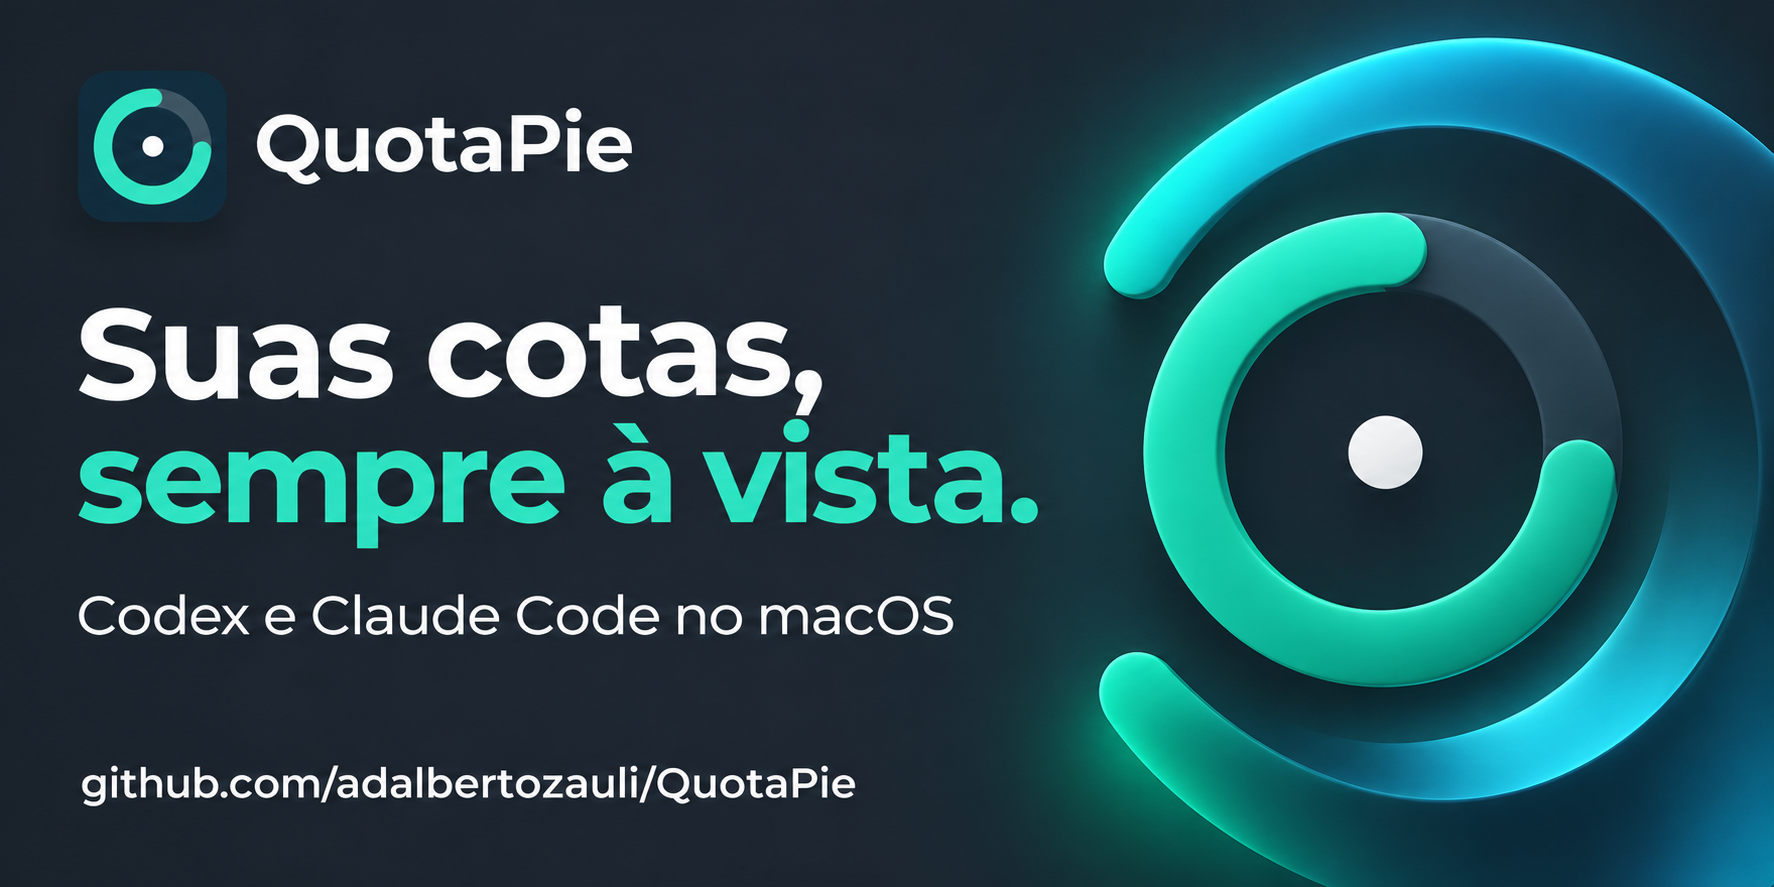 QuotaPie
Suas cotas,
sempre à vista.
Codex e Claude Code no macOS
github.com/adalbertozauli/QuotaPie